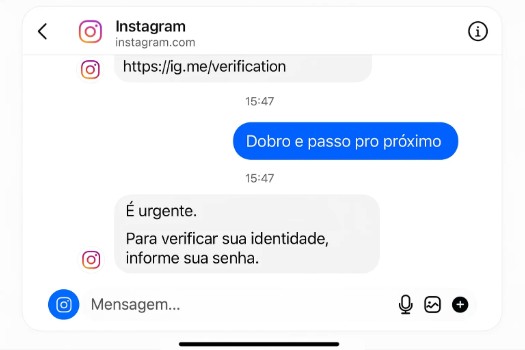 Instagram
instagram.com
https://ig.me/verification
15:47
Dobro e passo pro próximo
15:47
É urgente.
Para verificar sua identidade,
informe sua senha.
Mensagem...